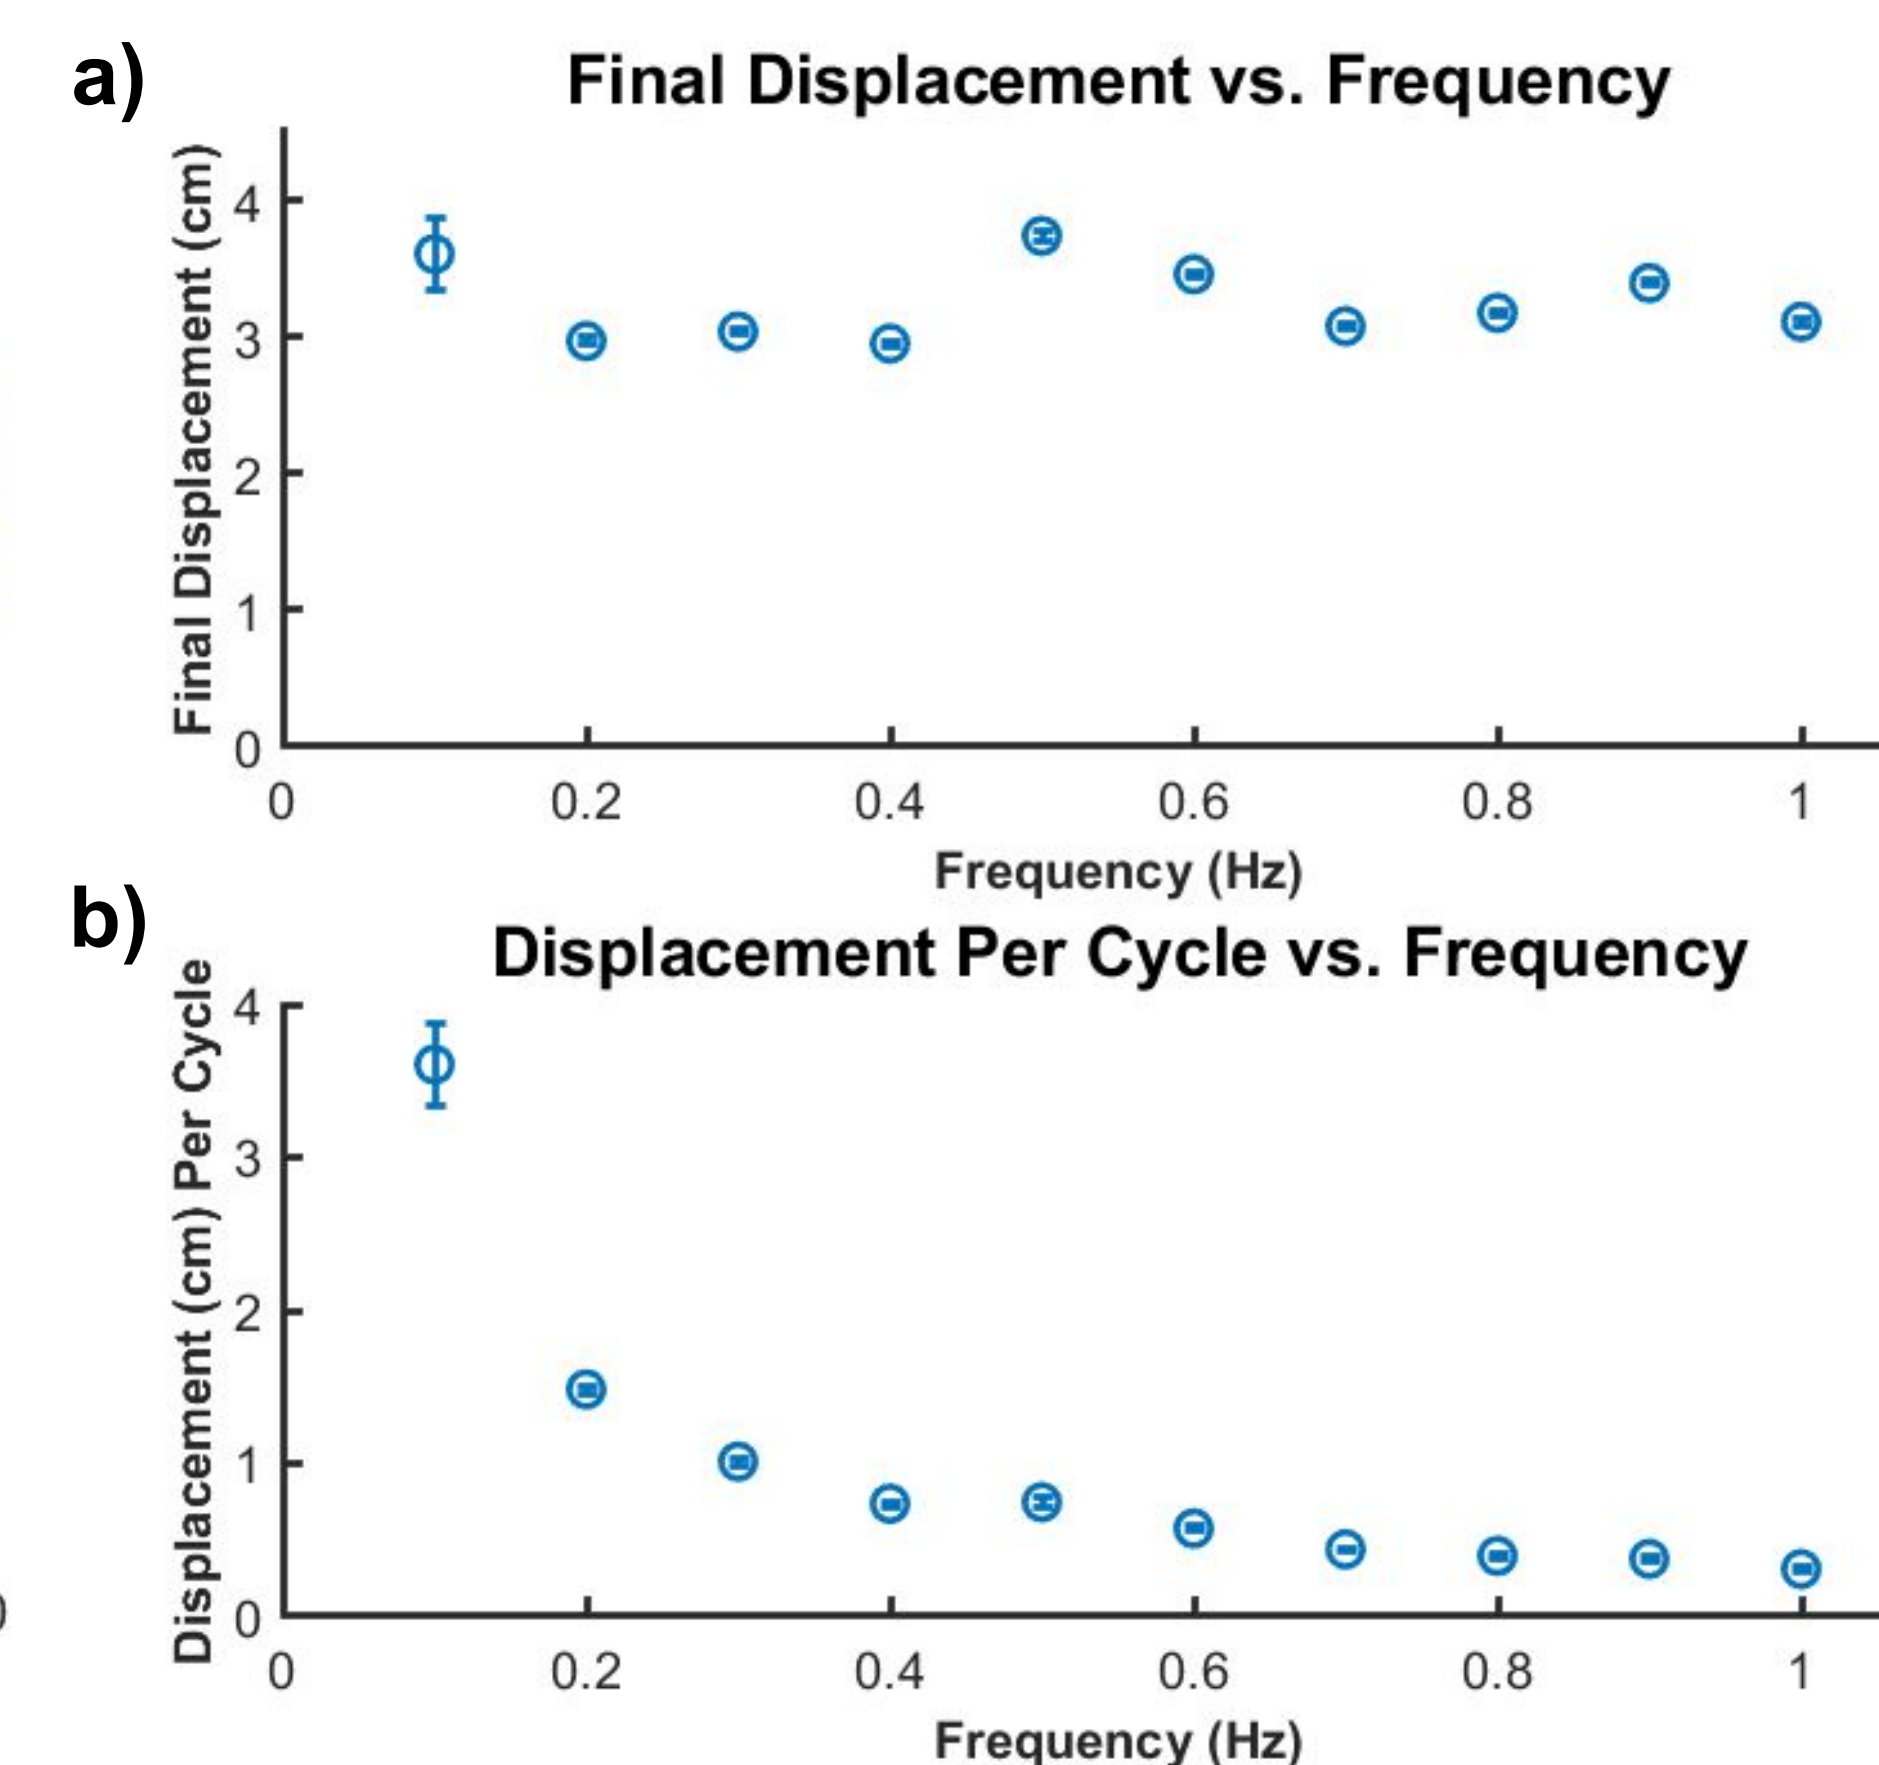 a)
Final Displacement vs. Frequency
Final Displacement (cm)
4
3
2
1
0
0 0.2 0.4 0.6 0.8 1
Frequency (Hz)
b)
Displacement Per Cycle vs. Frequency
Displacement (cm) Per Cycle
4
3
2
1
0
0 0.2 0.4 0.6 0.8 1
Frequency (Hz)